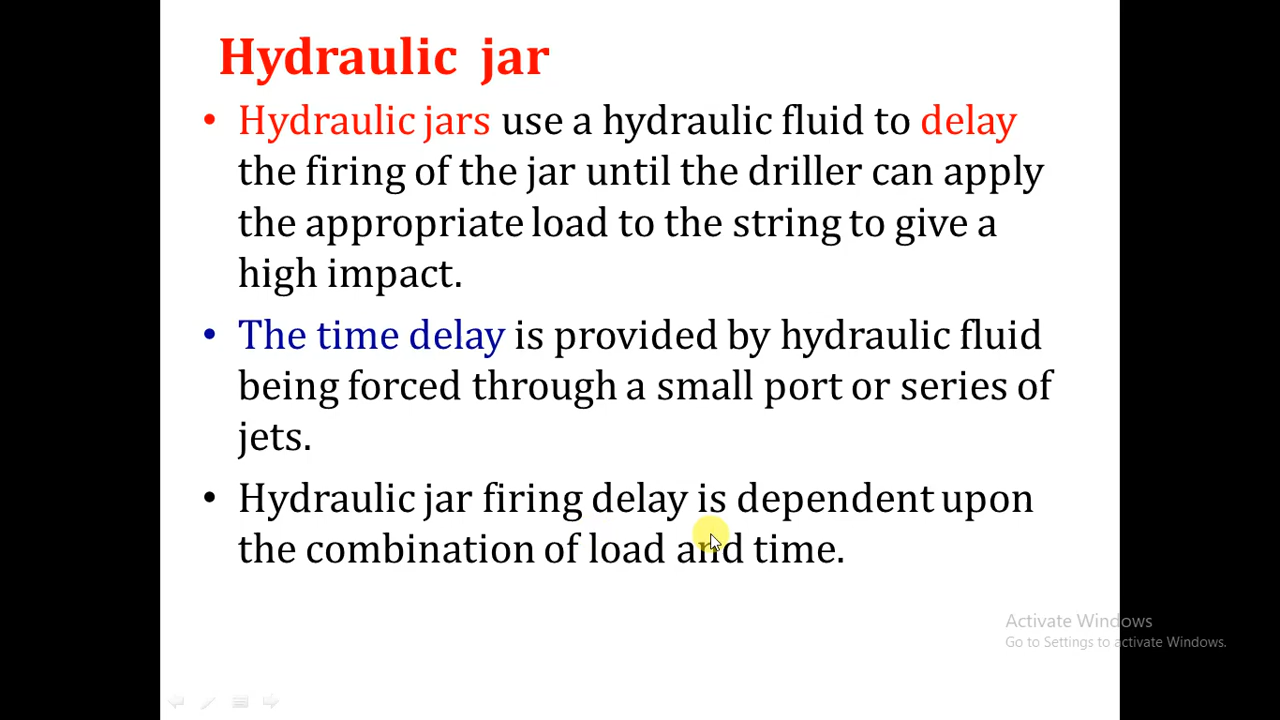 Hydraulic jar
• Hydraulic jars use a hydraulic fluid to delay
the firing of the jar until the driller can apply
the appropriate load to the string to give a
high impact.
• The time delay is provided by hydraulic fluid
being forced through a small port or series of
jets.
• Hydraulic jar firing delay is dependent upon
the combination of load and time.
Activate Windows
Go to Settings to activate Windows.